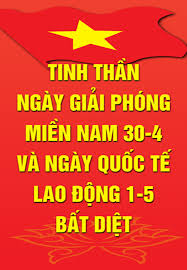 TINH THẦN
NGÀY GIẢI PHÓNG
MIỀN NAM 30-4
VÀ NGÀY QUỐC TẾ
LAO ĐỘNG 1-5
BẤT DIỆT